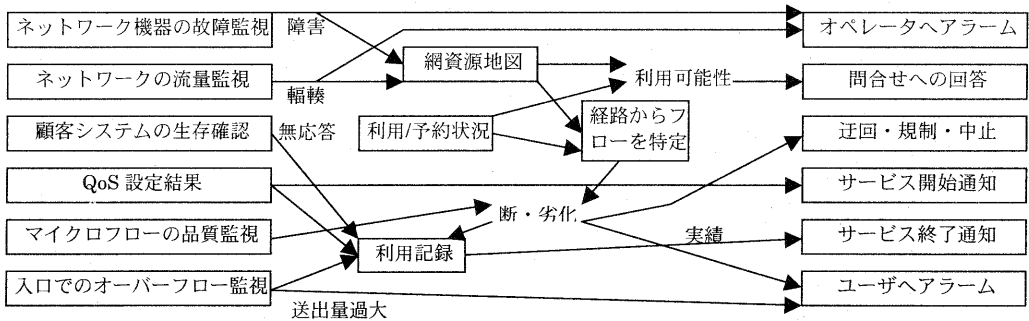 ネットワーク機器の故障監視
障害
オペレータへアラーム
ネットワークの流量監視
輻輳
網資源地図
利用可能性
問合せへの回答
顧客システムの生存確認
無応答
利用/予約状況
経路からフ
ローを特定
迂回・規制・中止
QoS 設定結果
サービス開始通知
マイクロフローの品質監視
断・劣化
利用記録
実績
サービス終了通知
入口でのオーバーフロー監視
送出量過大
ユーザへアラーム